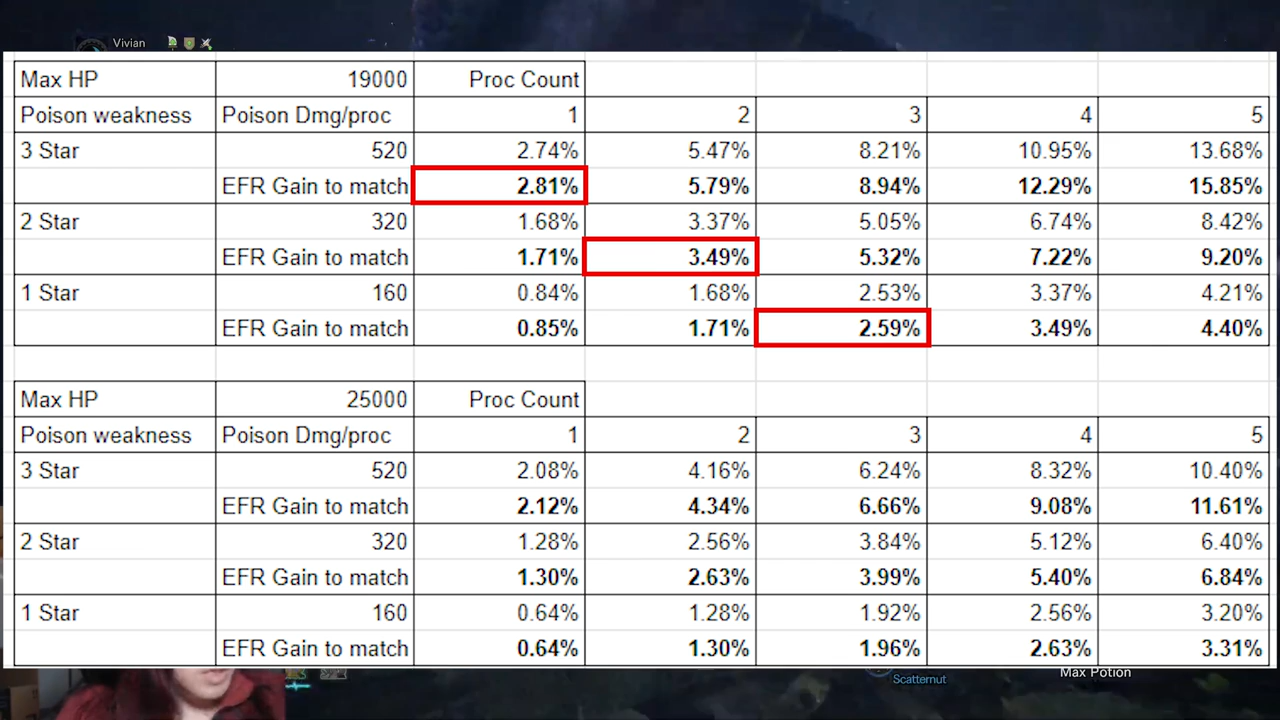 Vivian
Max HP 19000 Proc Count
Poison weakness Poison Dmg/proc 1 2 3 4 5
3 Star 520 2.74% 5.47% 8.21% 10.95% 13.68%
EFR Gain to match 2.81% 5.79% 8.94% 12.29% 15.85%
2 Star 320 1.68% 3.37% 5.05% 6.74% 8.42%
EFR Gain to match 1.71% 3.49% 5.32% 7.22% 9.20%
1 Star 160 0.84% 1.68% 2.53% 3.37% 4.21%
EFR Gain to match 0.85% 1.71% 2.59% 3.49% 4.40%
Max HP 25000 Proc Count
Poison weakness Poison Dmg/proc 1 2 3 4 5
3 Star 520 2.08% 4.16% 6.24% 8.32% 10.40%
EFR Gain to match 2.12% 4.34% 6.66% 9.08% 11.61%
2 Star 320 1.28% 2.56% 3.84% 5.12% 6.40%
EFR Gain to match 1.30% 2.63% 3.99% 5.40% 6.84%
1 Star 160 0.64% 1.28% 1.92% 2.56% 3.20%
EFR Gain to match 0.64% 1.30% 1.96% 2.63% 3.31%
Max Potion
Scatternut